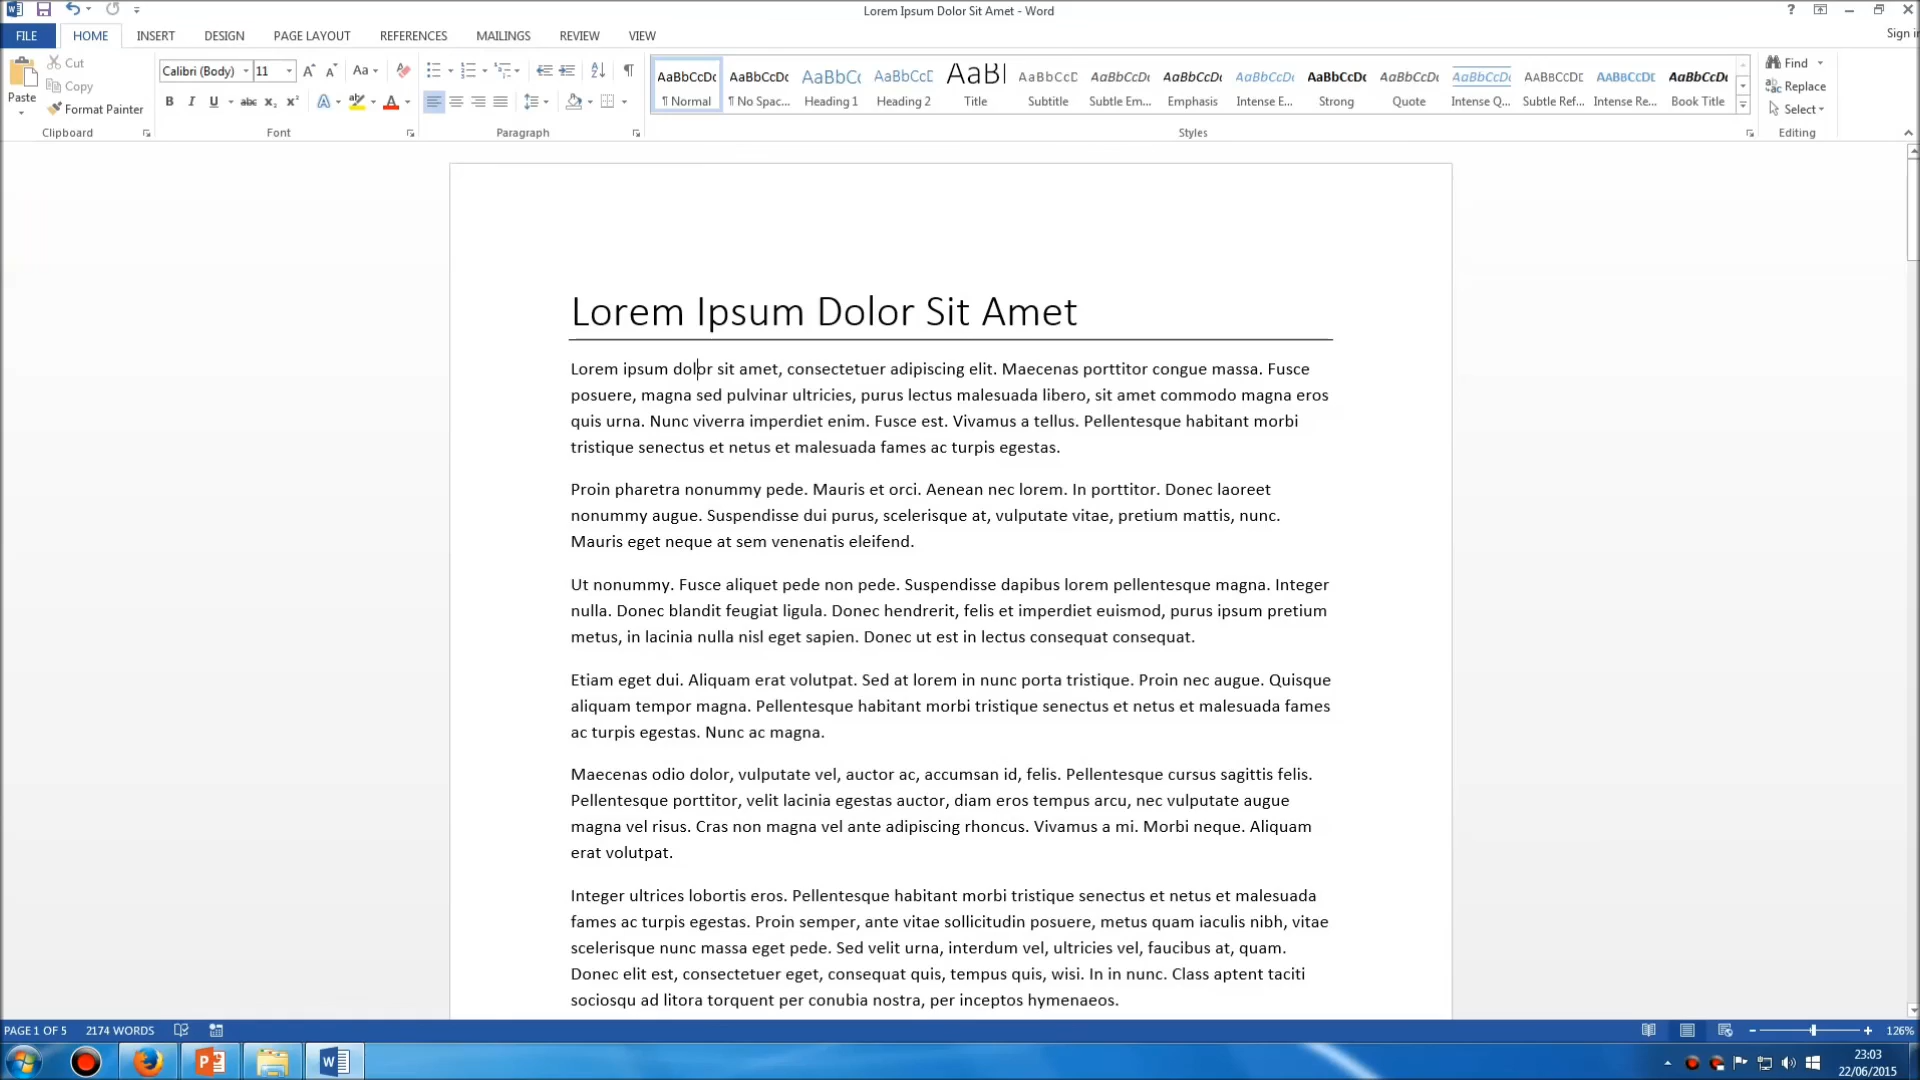 Lorem Ipsum Dolor Sit Amet - Word
?
Sign in
FILE HOME INSERT DESIGN PAGE LAYOUT REFERENCES MAILINGS REVIEW VIEW
Paste
Cut
Copy
Format Painter
Clipboard
Calibri (Body) 11
Aa
B I U abc x₂ x²
A A
Font
Paragraph
AaBbCcDc AaBbCcDc AaBbCc AaBbCcD AaBb AaBbCcD AaBbCcDc AaBbCcDc AaBbCcDc AaBbCcDc AaBbCcDc AaBbCcDc AaBbCcDd AaBbCcDd AaBbCcDc
¶ Normal ¶ No Spac... Heading 1 Heading 2 Title Subtitle Subtle Em... Emphasis Intense E... Strong Quote Intense Q... Subtle Ref... Intense Re... Book Title
Styles
Find
Replace
Select
Editing
Lorem Ipsum Dolor Sit Amet
Lorem ipsum dolor sit amet, consectetuer adipiscing elit. Maecenas porttitor congue massa. Fusce
posuere, magna sed pulvinar ultricies, purus lectus malesuada libero, sit amet commodo magna eros
quis urna. Nunc viverra imperdiet enim. Fusce est. Vivamus a tellus. Pellentesque habitant morbi
tristique senectus et netus et malesuada fames ac turpis egestas.
Proin pharetra nonummy pede. Mauris et orci. Aenean nec lorem. In porttitor. Donec laoreet
nonummy augue. Suspendisse dui purus, scelerisque at, vulputate vitae, pretium mattis, nunc.
Mauris eget neque at sem venenatis eleifend.
Ut nonummy. Fusce aliquet pede non pede. Suspendisse dapibus lorem pellentesque magna. Integer
nulla. Donec blandit feugiat ligula. Donec hendrerit, felis et imperdiet euismod, purus ipsum pretium
metus, in lacinia nulla nisl eget sapien. Donec ut est in lectus consequat consequat.
Etiam eget dui. Aliquam erat volutpat. Sed at lorem in nunc porta tristique. Proin nec augue. Quisque
aliquam tempor magna. Pellentesque habitant morbi tristique senectus et netus et malesuada fames
ac turpis egestas. Nunc ac magna.
Maecenas odio dolor, vulputate vel, auctor ac, accumsan id, felis. Pellentesque cursus sagittis felis.
Pellentesque porttitor, velit lacinia egestas auctor, diam eros tempus arcu, nec vulputate augue
magna vel risus. Cras non magna vel ante adipiscing rhoncus. Vivamus a mi. Morbi neque. Aliquam
erat volutpat.
Integer ultrices lobortis eros. Pellentesque habitant morbi tristique senectus et netus et malesuada
fames ac turpis egestas. Proin semper, ante vitae sollicitudin posuere, metus quam iaculis nibh, vitae
scelerisque nunc massa eget pede. Sed velit urna, interdum vel, ultricies vel, faucibus at, quam.
Donec elit est, consectetuer eget, consequat quis, tempus quis, wisi. In in nunc. Class aptent taciti
sociosqu ad litora torquent per conubia nostra, per inceptos hymenaeos.
PAGE 1 OF 5 2174 WORDS
126%
23:03
22/06/2015